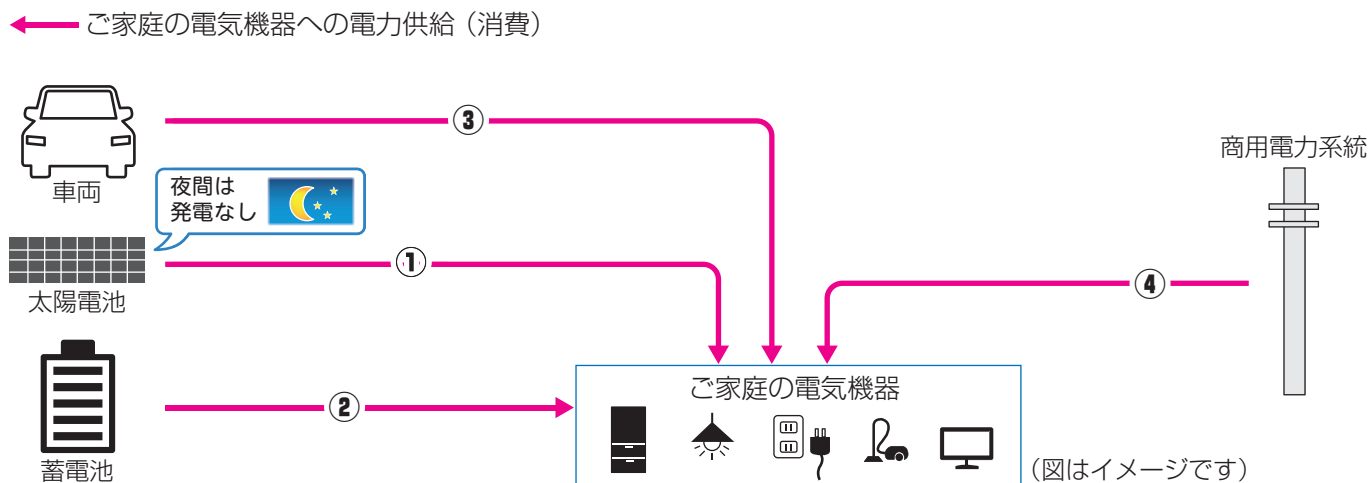 ご家庭の電気機器への電力供給（消費）
③
車両
商用電力系統
夜間は
発電なし
①
太陽電池
④
②
蓄電池
ご家庭の電気機器
（図はイメージです）